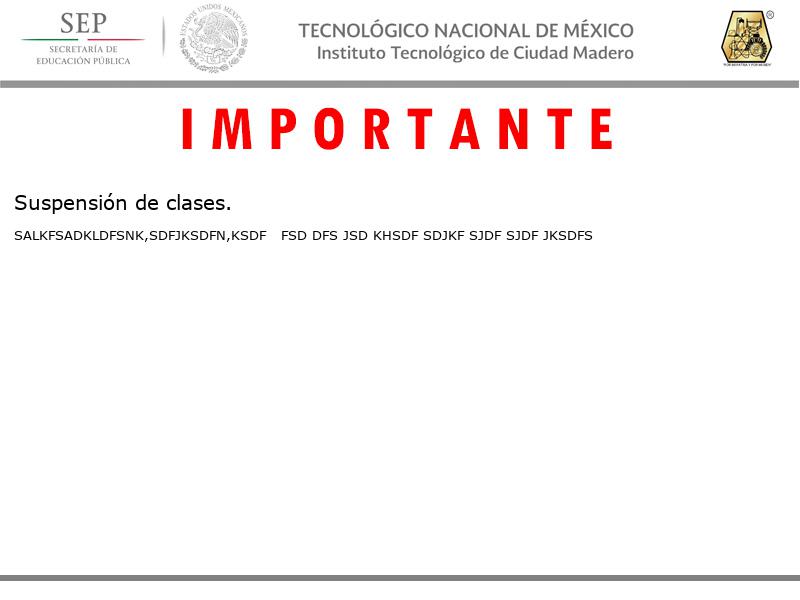 SEP
SECRETARÍA DE
EDUCACIÓN PÚBLICA
ESTADOS UNIDOS MEXICANOS
TECNOLÓGICO NACIONAL DE MÉXICO
Instituto Tecnológico de Ciudad Madero
®
"POR MI PATRIA Y POR MI BIEN"
I M P O R T A N T E
Suspensión de clases.
SALKFSADKLDFSNK,SDFJKSDFN,KSDF   FSD DFS JSD KHSDF SDJKF SJDF SJDF JKSDFS